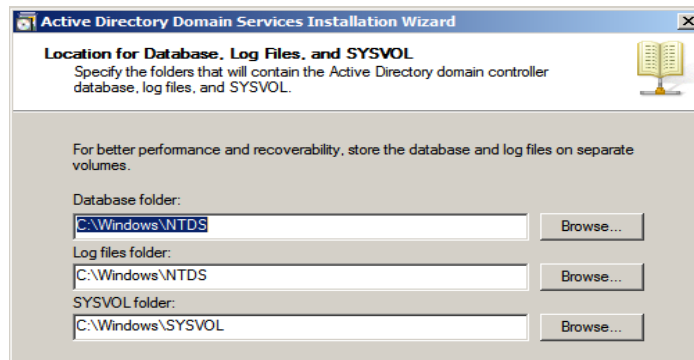 Active Directory Domain Services Installation Wizard
Location for Database, Log Files, and SYSVOL
Specify the folders that will contain the Active Directory domain controller
database, log files, and SYSVOL.
For better performance and recoverability, store the database and log files on separate
volumes.
Database folder:
C:\Windows\NTDS
Browse...
Log files folder:
C:\Windows\NTDS
Browse...
SYSVOL folder:
C:\Windows\SYSVOL
Browse...